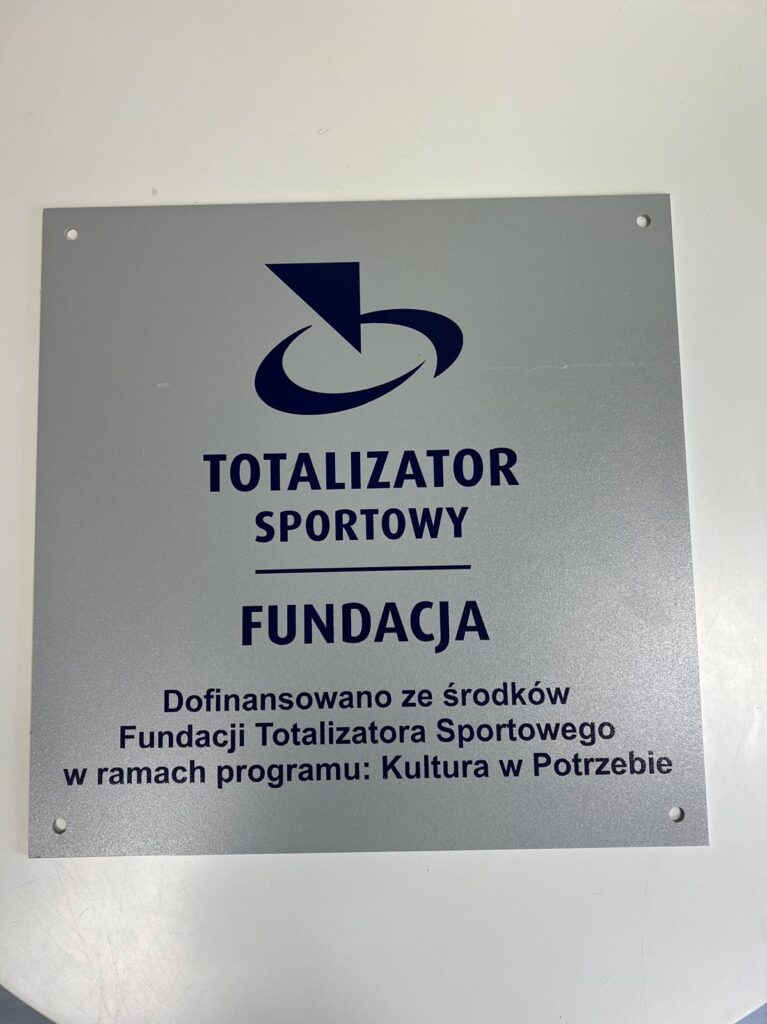 TOTALIZATOR
SPORTOWY
FUNDACJA
Dofinansowano ze środków
Fundacji Totalizatora Sportowego
w ramach programu: Kultura w Potrzebie